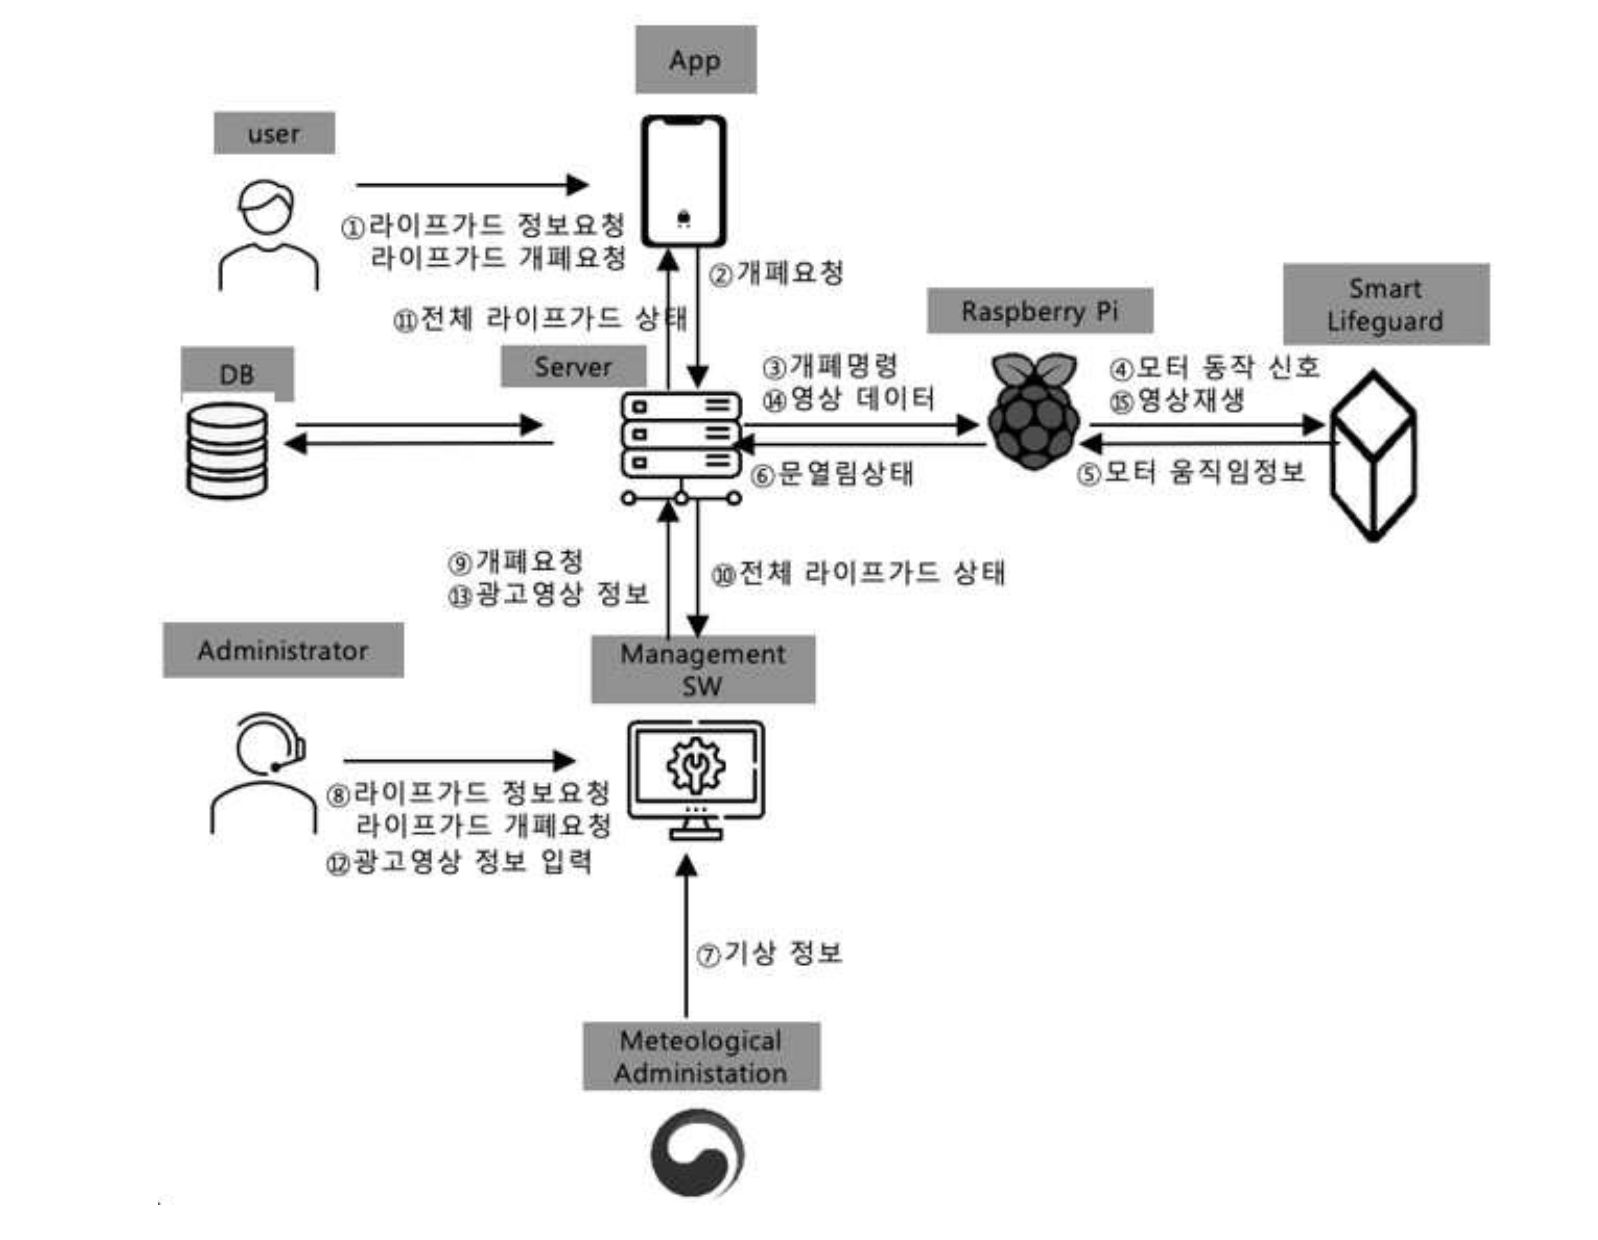 App
user
①라이프가드 정보요청
라이프가드 개폐요청
②개폐요청
⑪전체 라이프가드 상태
DB
Server
Raspberry Pi
Smart
Lifeguard
③개폐명령
⑭영상 데이터
④모터 동작 신호
⑮영상재생
⑥문열림상태
⑤모터 움직임정보
⑨개폐요청
⑬광고영상 정보
⑩전체 라이프가드 상태
Administrator
Management
SW
⑧라이프가드 정보요청
라이프가드 개폐요청
⑫광고영상 정보 입력
⑦기상 정보
Meteological
Administation